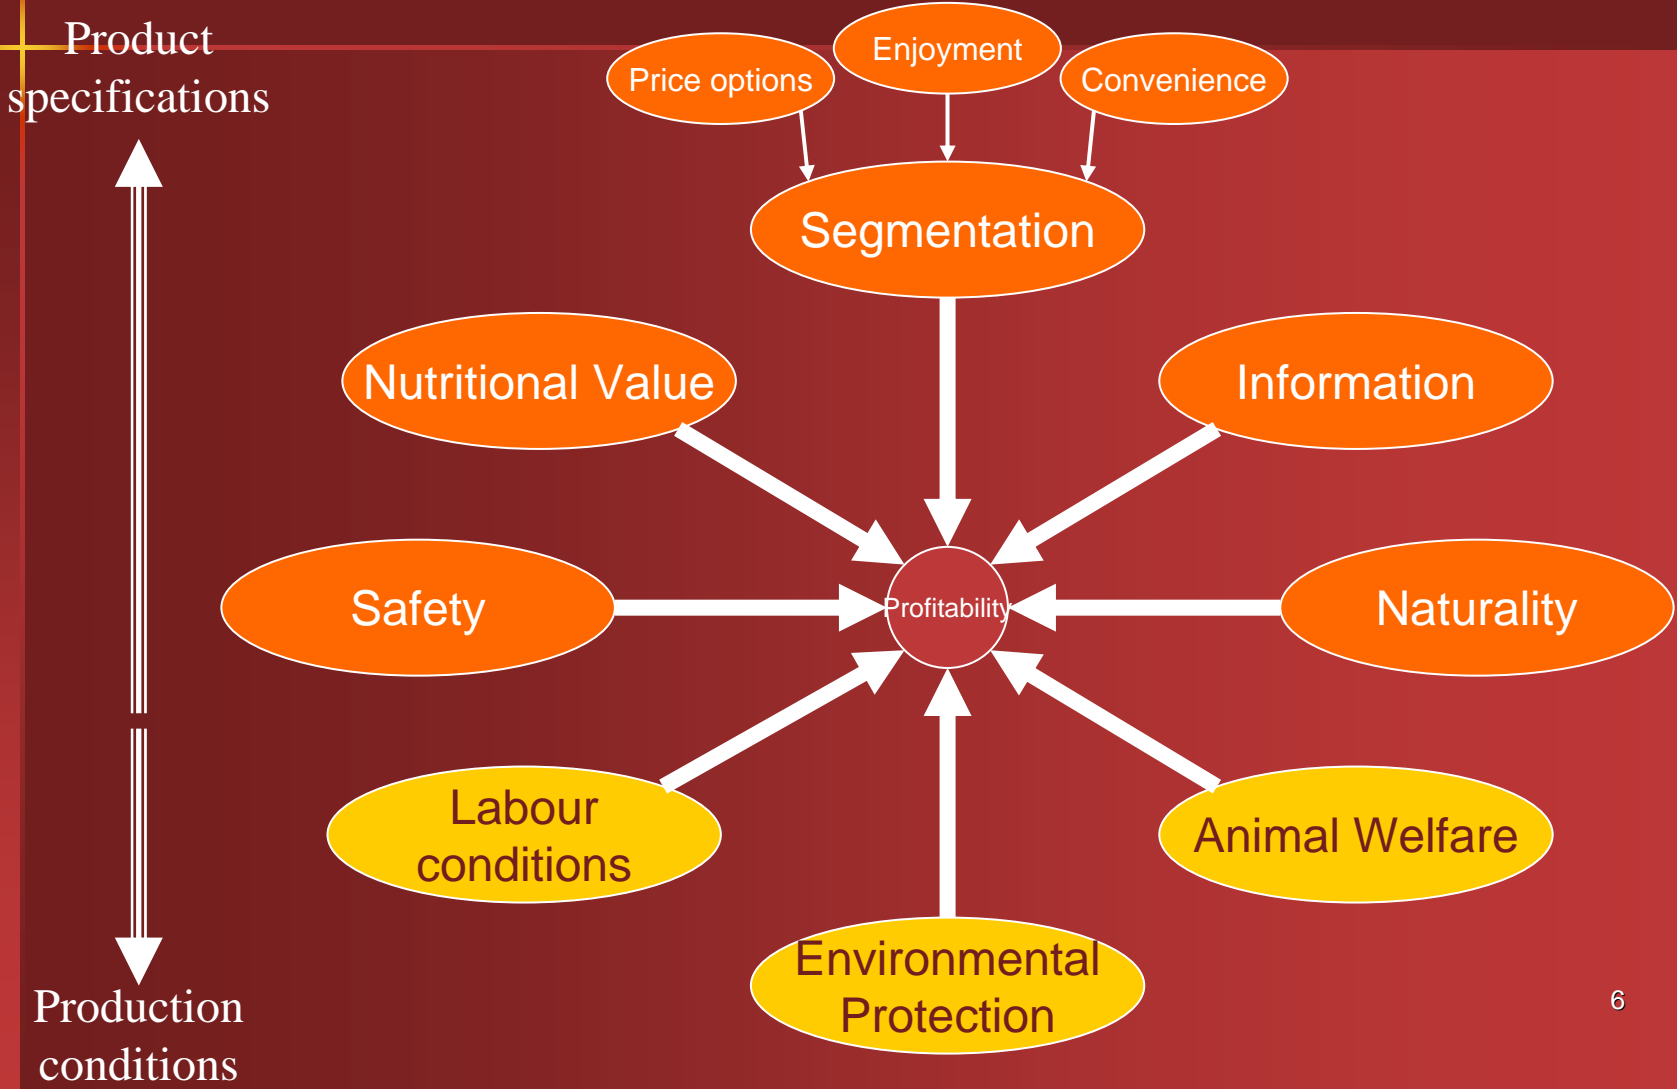 Product
specifications
Price options
Enjoyment
Convenience
Segmentation
Nutritional Value
Information
Safety
Profitability
Naturality
Labour
conditions
Animal Welfare
Environmental
Protection
Production
conditions
6